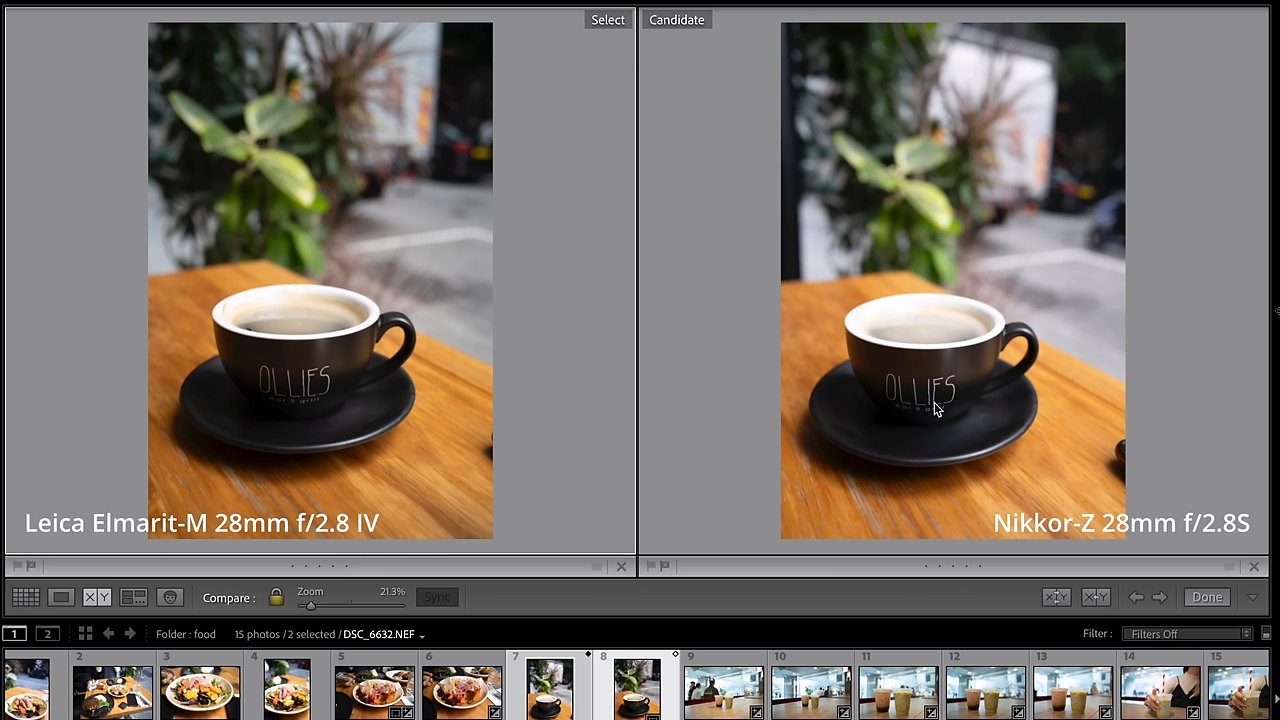 Select
Candidate
OLLIES
bar & grill
OLLIES
Leica Elmarit-M 28mm f/2.8 IV
Nikkor-Z 28mm f/2.8S
X Y
Compare :
Zoom
21.3%
Sync
X Y
X Y
Done
1
2
Folder : food
15 photos / 2 selected / DSC_6632.NEF
Filter :
Filters Off
2
3
4
5
6
7
8
9
10
11
12
13
14
15